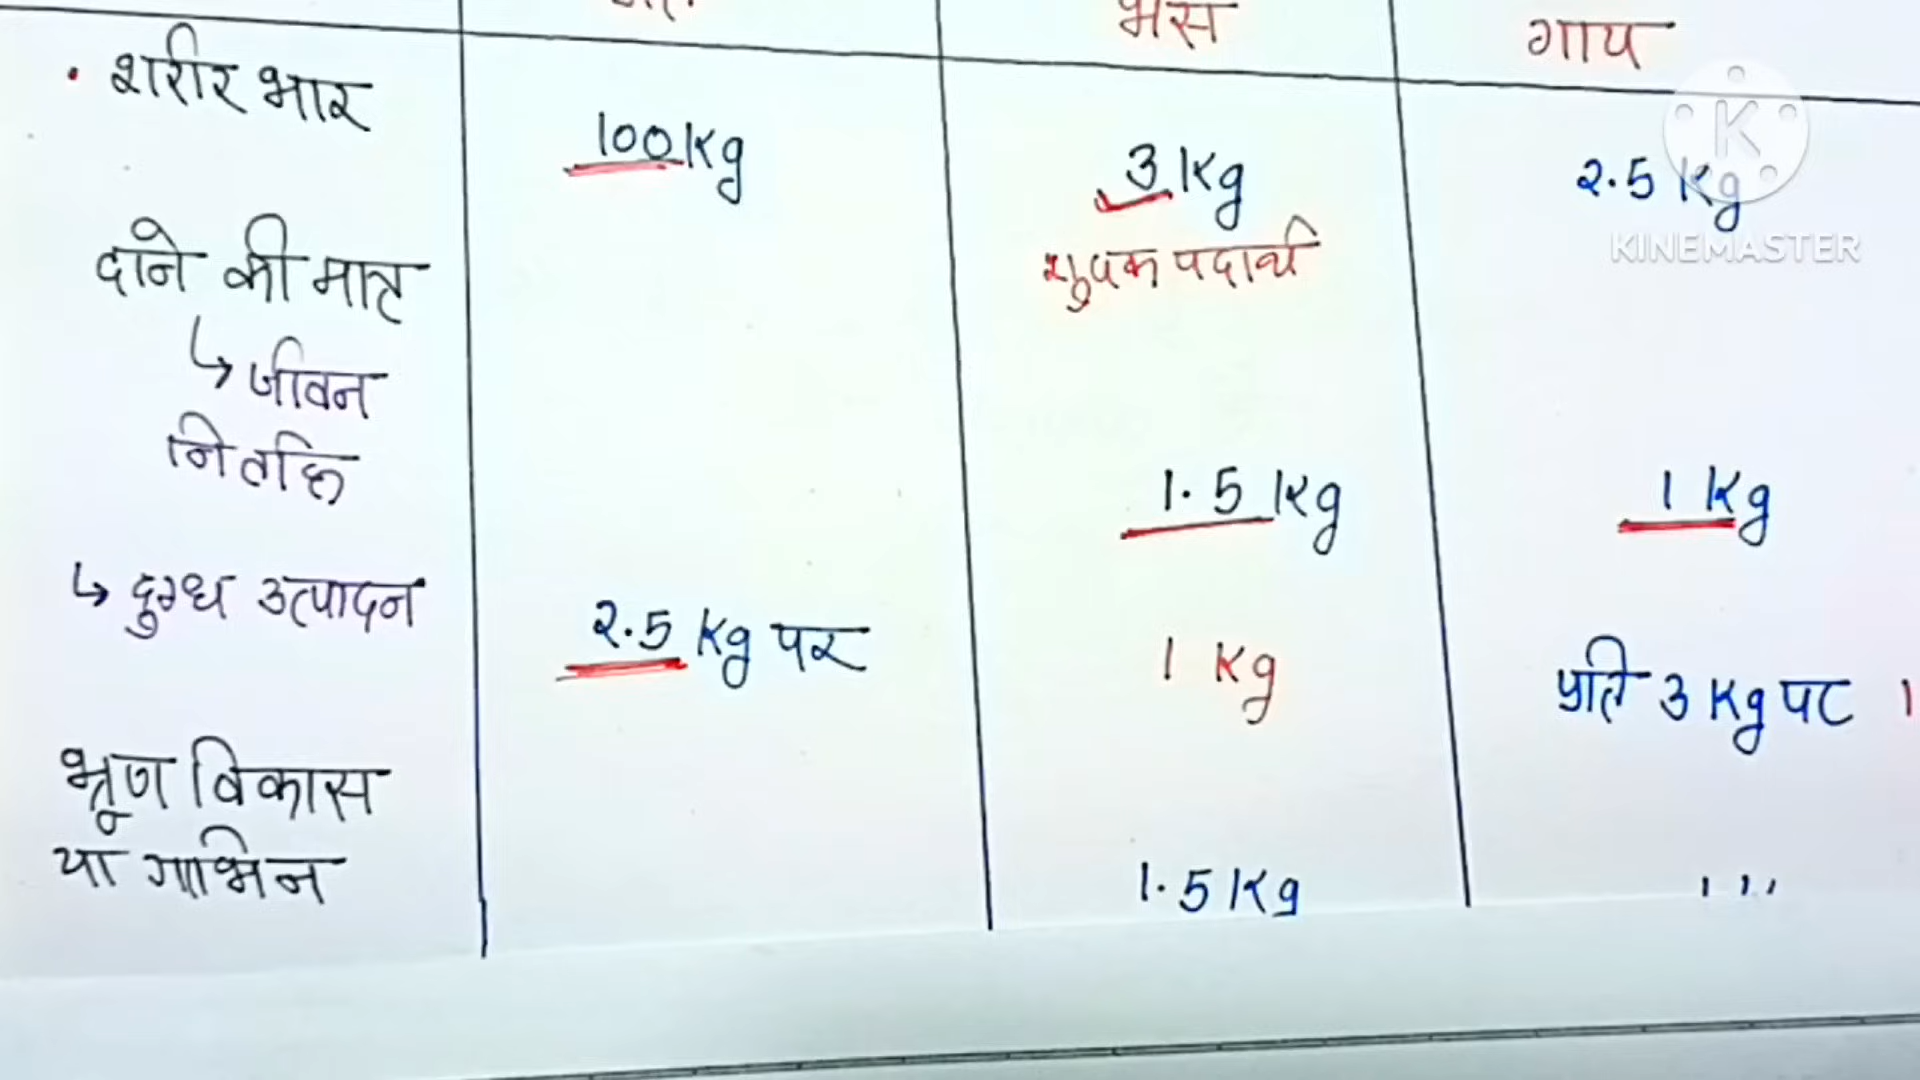 भैंस
गाय
• शरीर भार
100 Kg
3 Kg
2.5 Kg
शुष्क पदार्थ
KINEMASTER
दाने की मात्र
↳ जीवन
निर्वाह
1.5 Kg
1 Kg
↳ दुग्ध उत्पादन
2.5 Kg पर
1 Kg
प्रति 3 Kg पर 1
भ्रूण विकास
या गाभिन
1.5 Kg